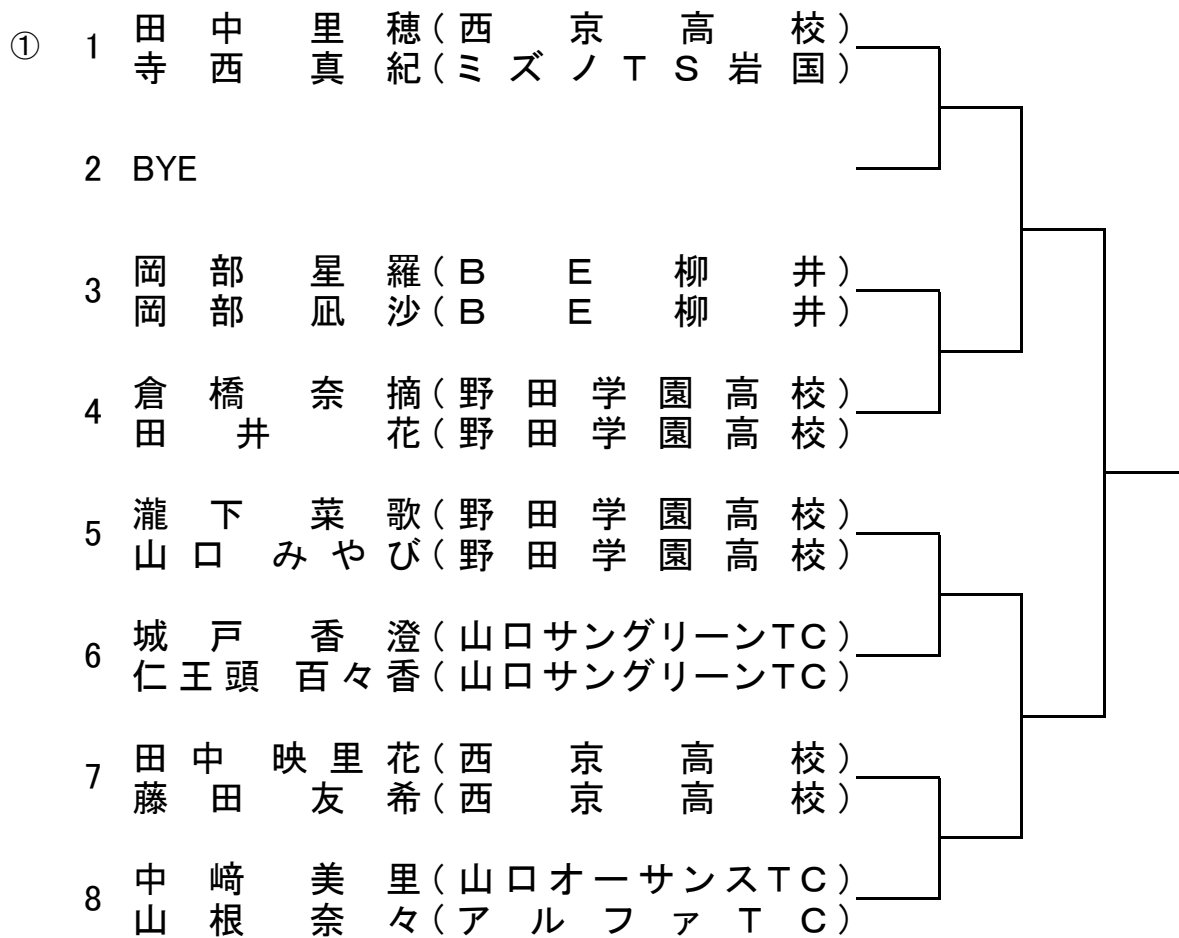 ① 1 田中里穂(西京高校)
寺西真紀(ミズノTS岩国)
2 BYE
3 岡部星羅(BE柳井)
岡部凪沙(BE柳井)
4 倉橋奈摘(野田学園高校)
田井花(野田学園高校)
5 瀧下菜歌(野田学園高校)
山口みやび(野田学園高校)
6 城戸香澄(山口サングリーンTC)
仁王頭百々香(山口サングリーンTC)
7 田中映里花(西京高校)
藤田友希(西京高校)
8 中﨑美里(山口オーサンスTC)
山根奈々(アルファTC)